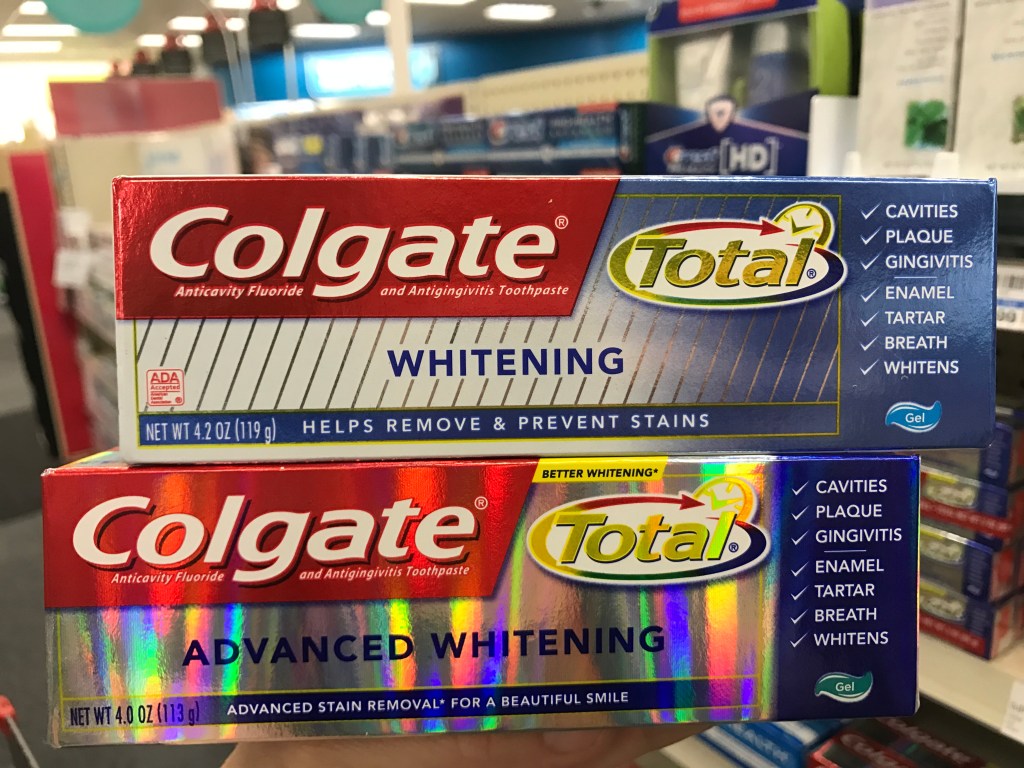 Colgate®
Anticavity Fluoride and Antigingivitis Toothpaste
Total®
✓ CAVITIES
✓ PLAQUE
✓ GINGIVITIS
✓ ENAMEL
✓ TARTAR
✓ BREATH
✓ WHITENS
WHITENING
ADA
Accepted
NET WT 4.2 OZ (119 g)
HELPS REMOVE & PREVENT STAINS
Gel
BETTER WHITENING*
Colgate®
Anticavity Fluoride and Antigingivitis Toothpaste
Total®
✓ CAVITIES
✓ PLAQUE
✓ GINGIVITIS
✓ ENAMEL
✓ TARTAR
✓ BREATH
✓ WHITENS
ADVANCED WHITENING
NET WT 4.0 OZ (113 g)
ADVANCED STAIN REMOVAL* FOR A BEAUTIFUL SMILE
Gel
HD